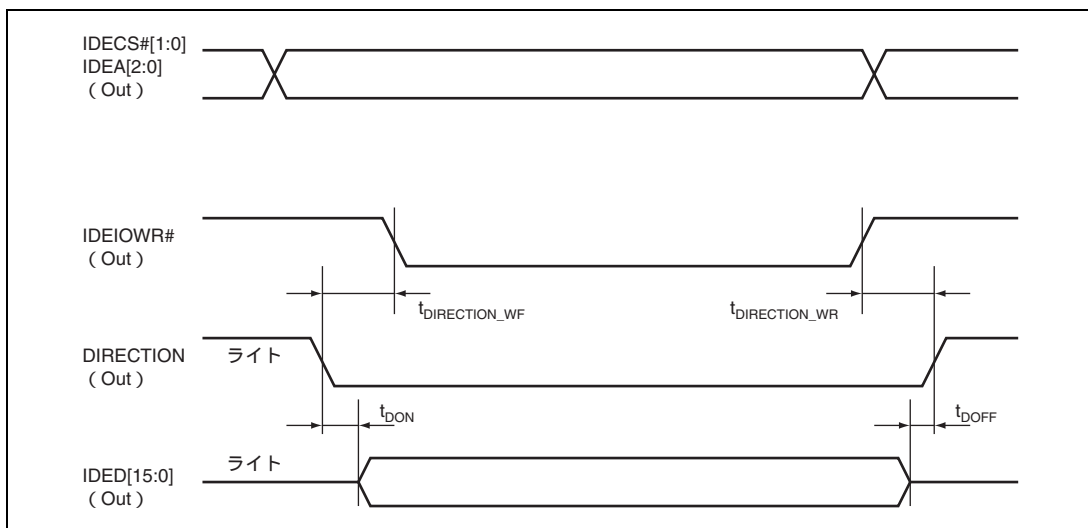 IDECS#[1:0]
IDEA[2:0]
( Out )
IDEIOWR#
( Out )
tDIRECTION_WF
tDIRECTION_WR
DIRECTION
( Out )
ライト
tDON
tDOFF
IDED[15:0]
( Out )
ライト